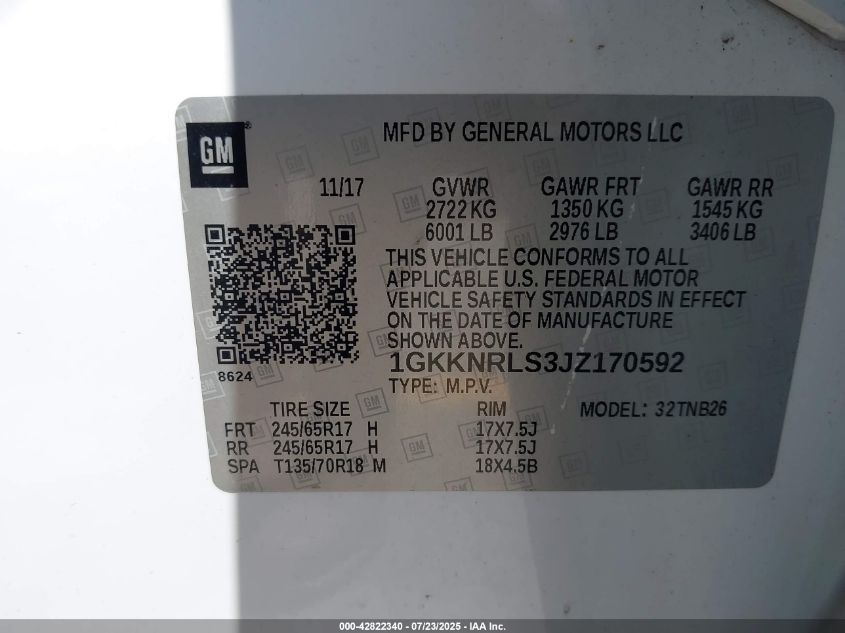 GM
MFD BY GENERAL MOTORS LLC
11/17 GVWR GAWR FRT GAWR RR
2722 KG 1350 KG 1545 KG
6001 LB 2976 LB 3406 LB
THIS VEHICLE CONFORMS TO ALL
APPLICABLE U.S. FEDERAL MOTOR
VEHICLE SAFETY STANDARDS IN EFFECT
ON THE DATE OF MANUFACTURE
SHOWN ABOVE.
1GKKNRLS3JZ170592
8624
TYPE: M.P.V.
TIRE SIZE RIM MODEL: 32TNB26
FRT 245/65R17 H 17X7.5J
RR 245/65R17 H 17X7.5J
SPA T135/70R18 M 18X4.5B
000-42822340 - 07/23/2025 - IAA Inc.